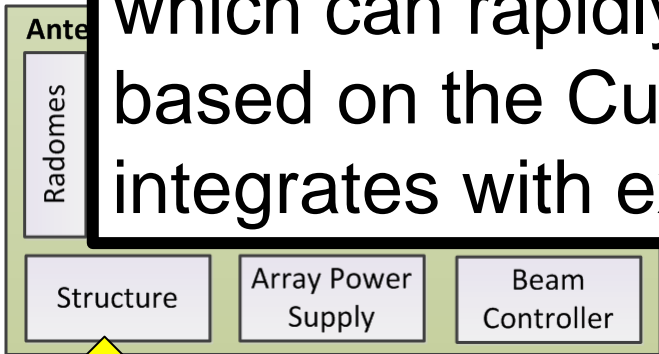 which can rapidly
Ante
based on the Cu
Radomes
integrates with e
Structure
Array Power
Supply
Beam
Controller